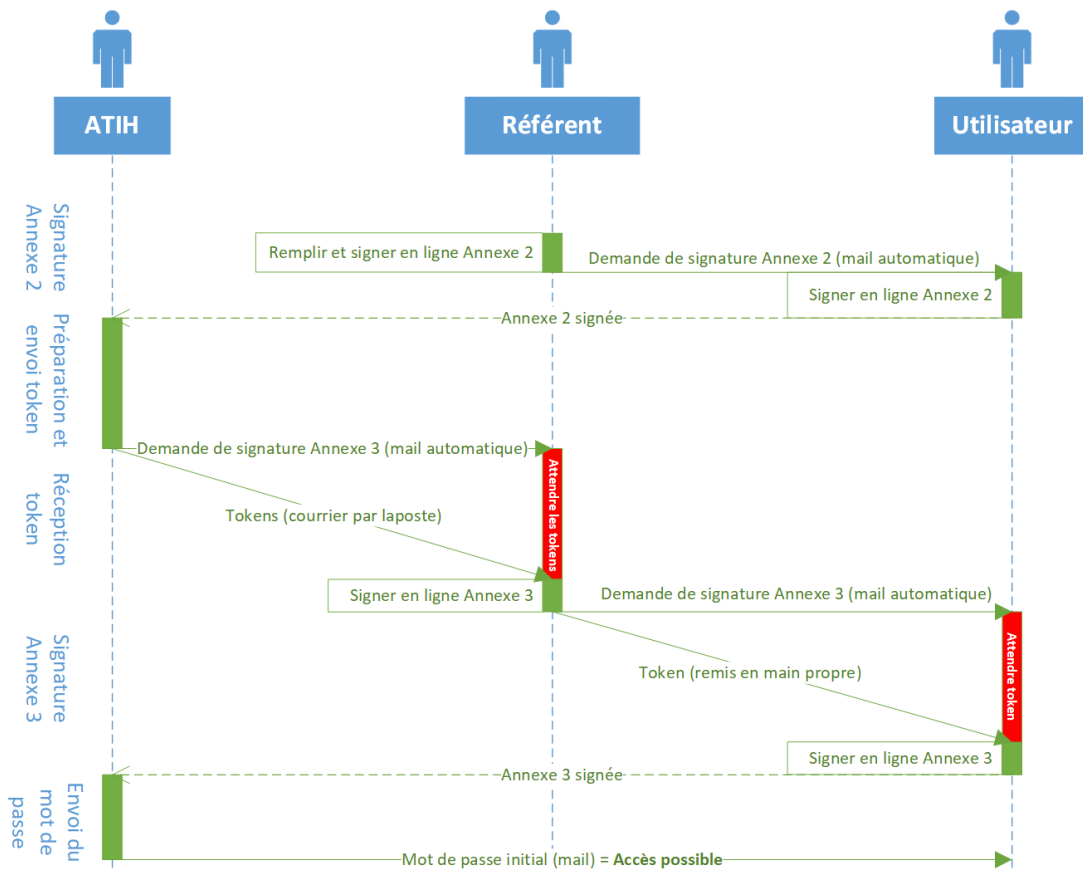 ATIH
Référent
Utilisateur
Signature
Annexe 2
Remplir et signer en ligne Annexe 2
Demande de signature Annexe 2 (mail automatique)
Signer en ligne Annexe 2
Annexe 2 signée
Préparation et
envoi token
Demande de signature Annexe 3 (mail automatique)
Réception
token
Attendre les tokens
Tokens (courrier par laposte)
Signer en ligne Annexe 3
Demande de signature Annexe 3 (mail automatique)
Signature
Annexe 3
Attendre token
Token (remis en main propre)
Signer en ligne Annexe 3
Annexe 3 signée
Envoi du
mot de
passe
Mot de passe initial (mail) = Accès possible